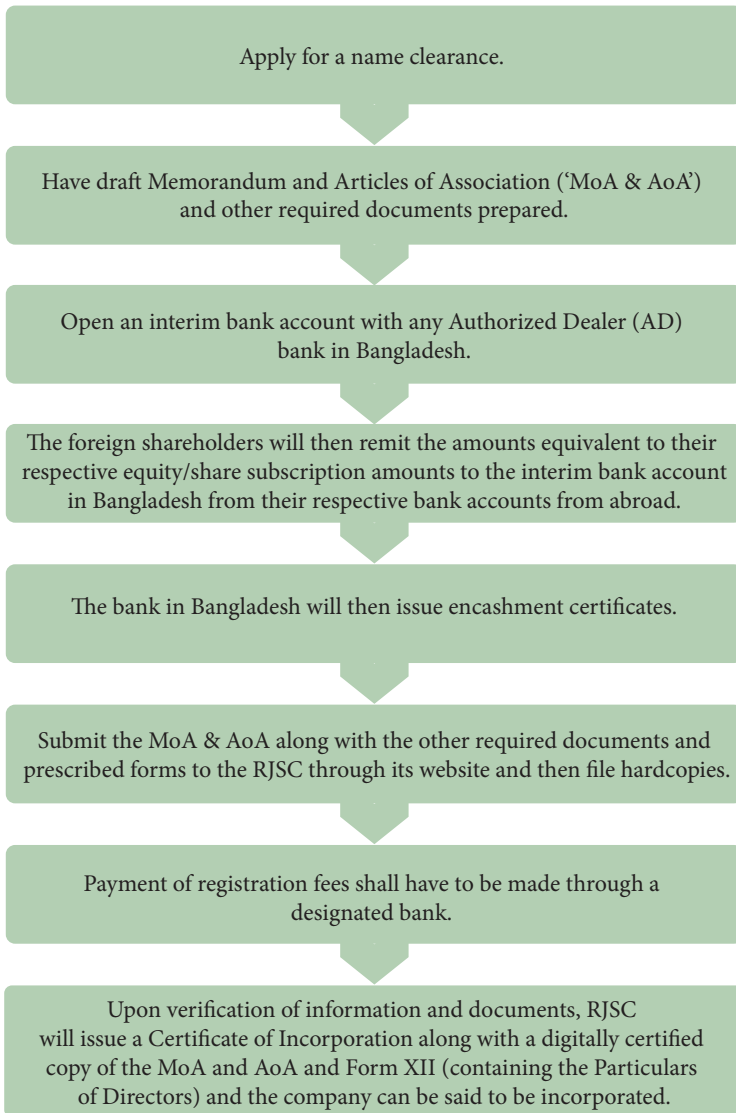 Apply for a name clearance.
Have draft Memorandum and Articles of Association (‘MoA & AoA’)
and other required documents prepared.
Open an interim bank account with any Authorized Dealer (AD)
bank in Bangladesh.
The foreign shareholders will then remit the amounts equivalent to their
respective equity/share subscription amounts to the interim bank account
in Bangladesh from their respective bank accounts from abroad.
The bank in Bangladesh will then issue encashment certificates.
Submit the MoA & AoA along with the other required documents and
prescribed forms to the RJSC through its website and then file hardcopies.
Payment of registration fees shall have to be made through a
designated bank.
Upon verification of information and documents, RJSC
will issue a Certificate of Incorporation along with a digitally certified
copy of the MoA and AoA and Form XII (containing the Particulars
of Directors) and the company can be said to be incorporated.